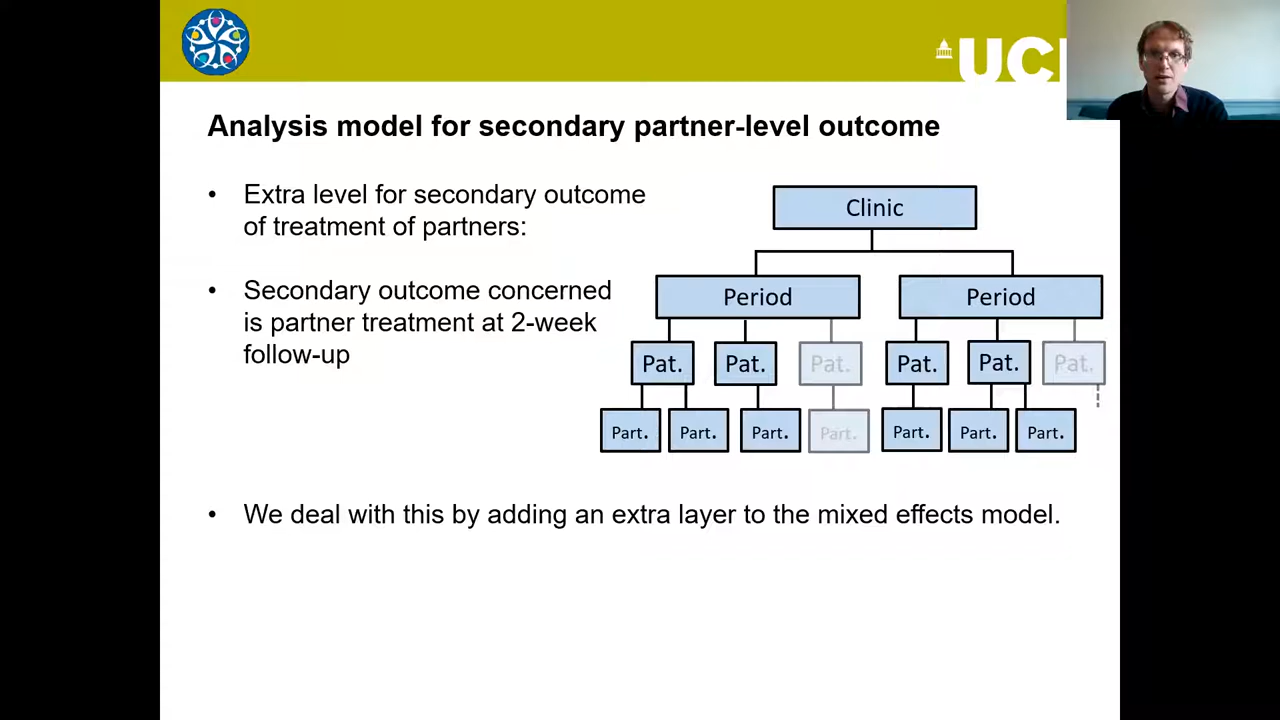 UCL
Analysis model for secondary partner-level outcome
• Extra level for secondary outcome
of treatment of partners:
• Secondary outcome concerned
is partner treatment at 2-week
follow-up
Clinic
Period Period
Pat. Pat. Pat. Pat. Pat. Pat.
Part. Part. Part. Part. Part. Part. Part.
• We deal with this by adding an extra layer to the mixed effects model.